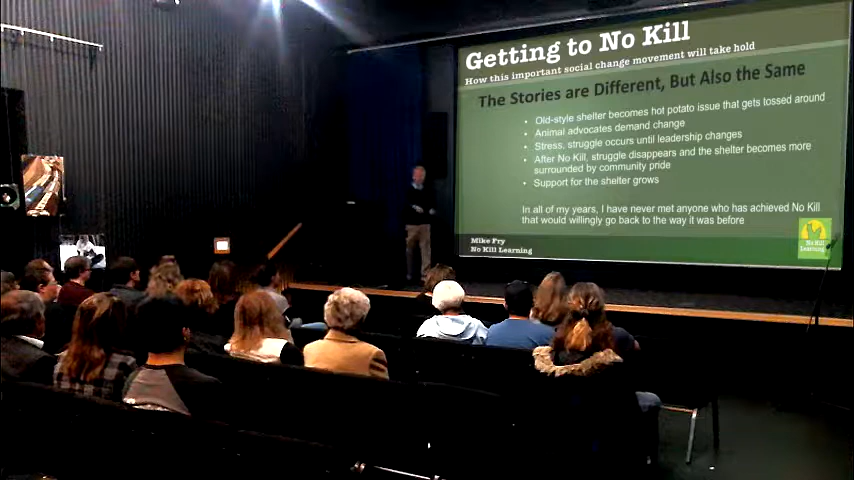 Getting to No Kill
How this important social change movement will take hold
The Stories are Different, But Also the Same
• Old-style shelter becomes hot potato issue that gets tossed around
• Animal advocates demand change
• Stress, struggle occurs until leadership changes
• After No Kill, struggle disappears and the shelter becomes more
surrounded by community pride
• Support for the shelter grows
In all of my years, I have never met anyone who has achieved No Kill
that would willingly go back to the way it was before
Mike Fry
No Kill Learning
No Kill
Learning